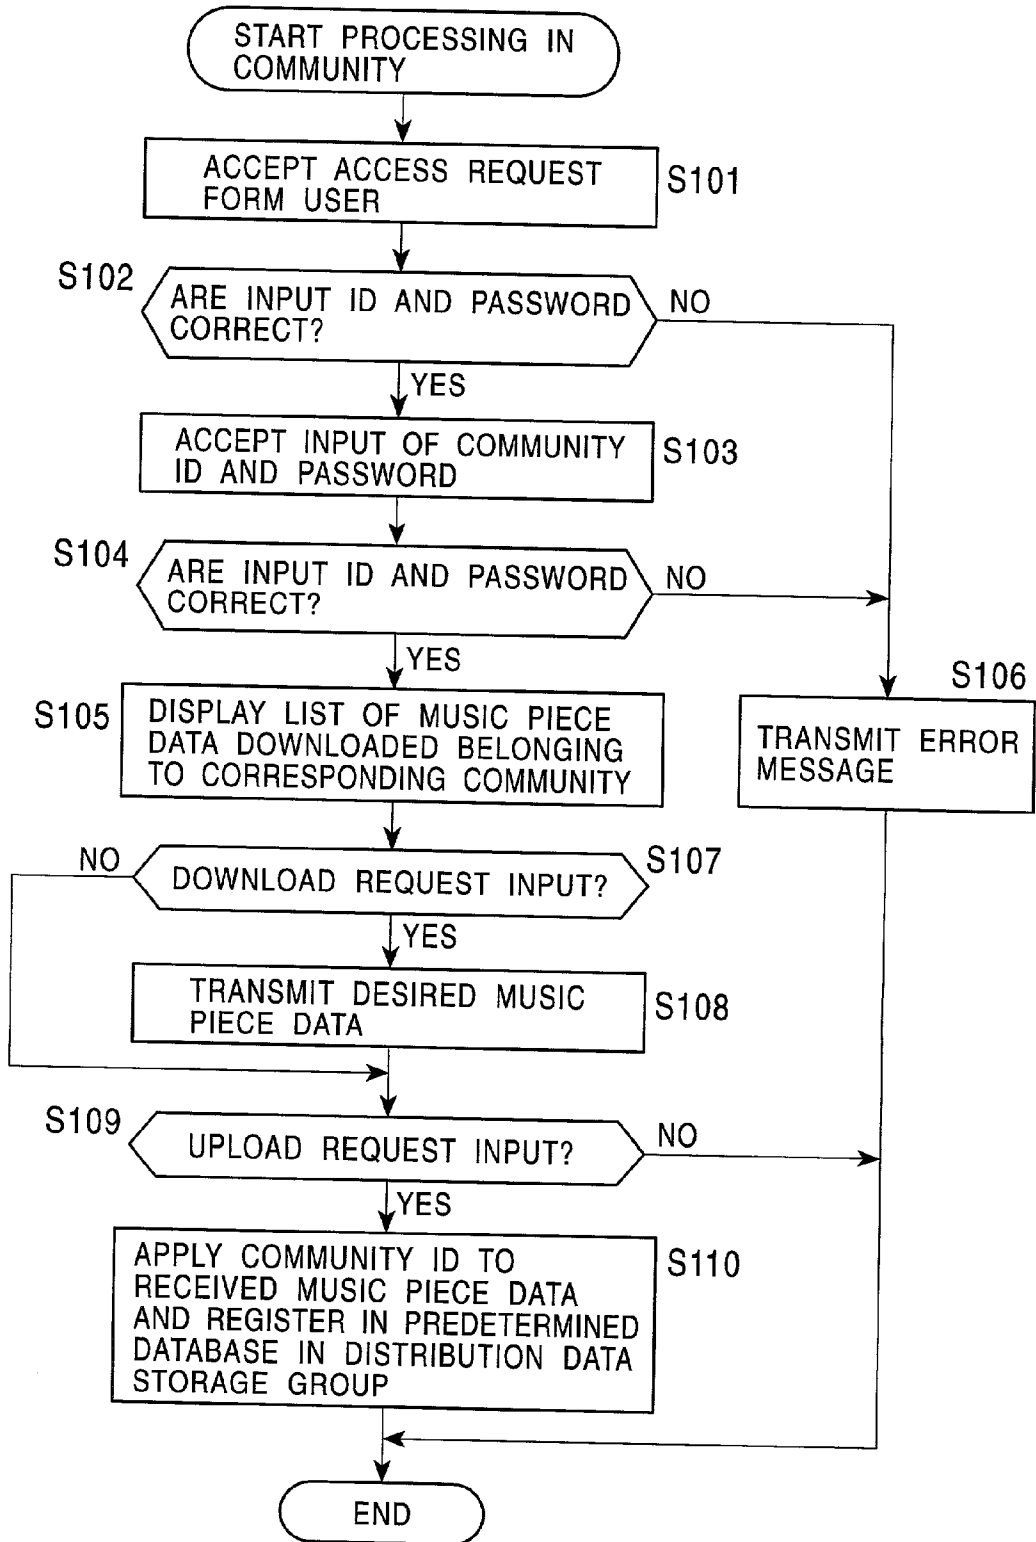 START PROCESSING IN
COMMUNITY
ACCEPT ACCESS REQUEST
FORM USER
S101
S102
ARE INPUT ID AND PASSWORD
CORRECT?
NO
YES
ACCEPT INPUT OF COMMUNITY
ID AND PASSWORD
S103
S104
ARE INPUT ID AND PASSWORD
CORRECT?
NO
YES
S105
DISPLAY LIST OF MUSIC PIECE
DATA DOWNLOADED BELONGING
TO CORRESPONDING COMMUNITY
S106
TRANSMIT ERROR
MESSAGE
NO
DOWNLOAD REQUEST INPUT?
S107
YES
TRANSMIT DESIRED MUSIC
PIECE DATA
S108
S109
UPLOAD REQUEST INPUT?
NO
YES
APPLY COMMUNITY ID TO
RECEIVED MUSIC PIECE DATA
AND REGISTER IN PREDETERMINED
DATABASE IN DISTRIBUTION DATA
STORAGE GROUP
S110
END